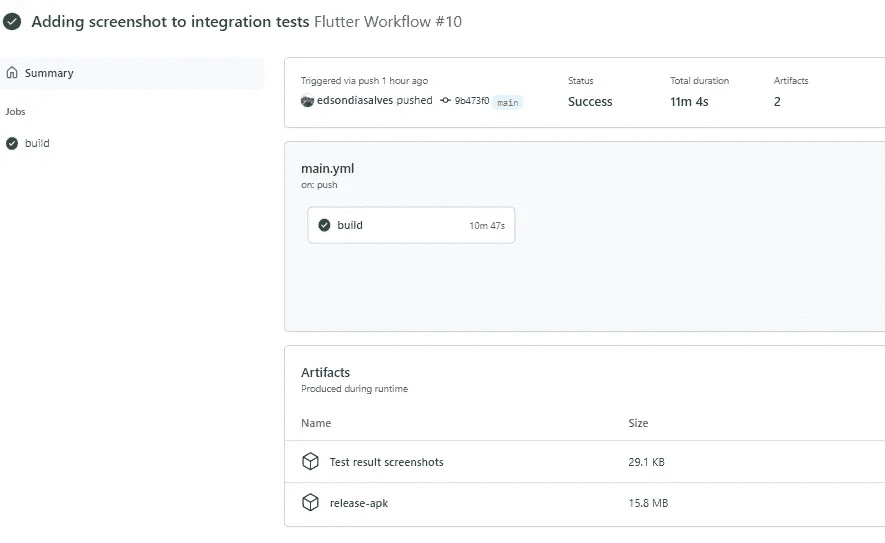 Adding screenshot to integration tests Flutter Workflow #10
Summary
Jobs
build
Triggered via push 1 hour ago
edsondiasalves pushed 9b473f0 main
Status
Success
Total duration
11m 4s
Artifacts
2
main.yml
on: push
build 10m 47s
Artifacts
Produced during runtime
Name Size
Test result screenshots 29.1 KB
release-apk 15.8 MB